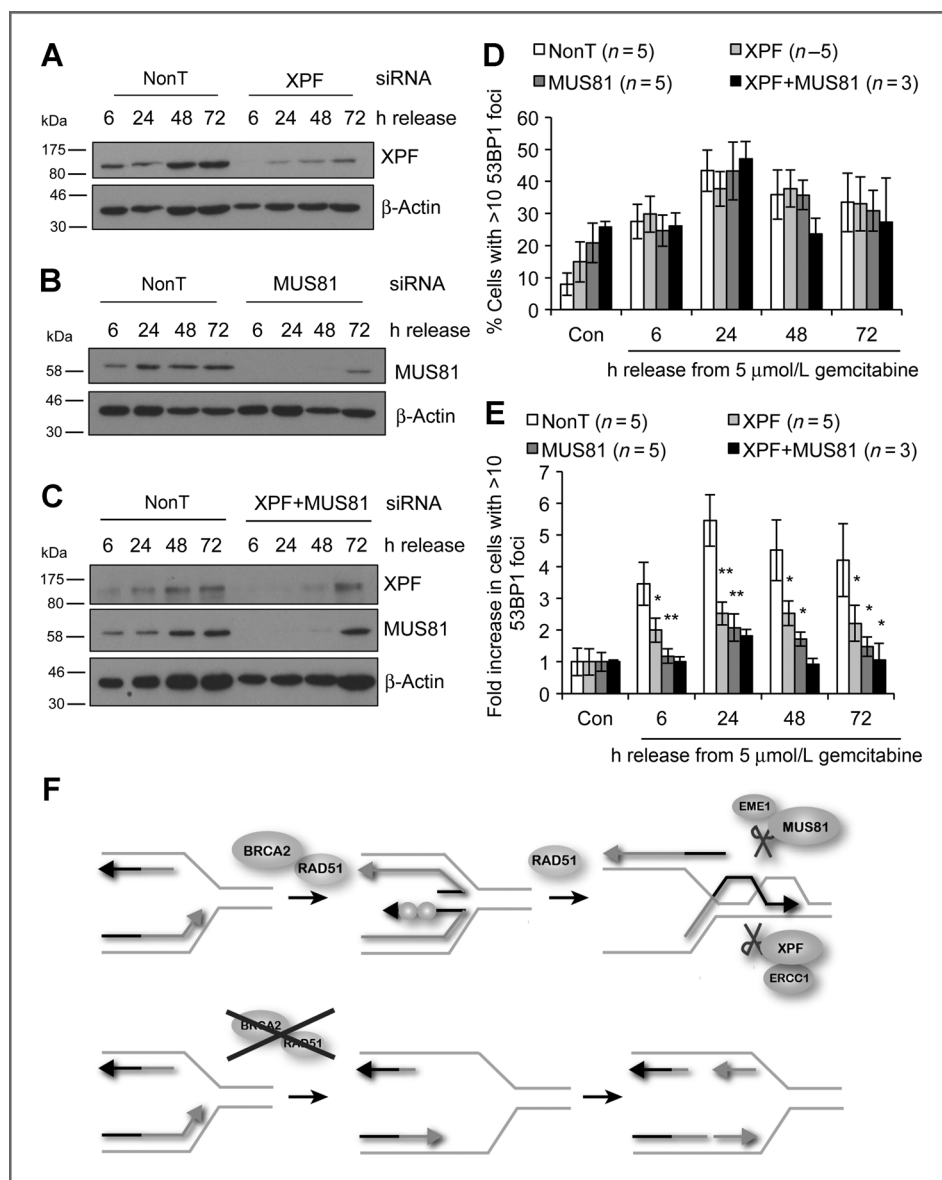 A
NonT XPF siRNA
6 24 48 72 6 24 48 72 h release
kDa
175
80
XPF
46
30
β-Actin
B
NonT MUS81 siRNA
6 24 48 72 6 24 48 72 h release
kDa
58
MUS81
46
30
β-Actin
C
NonT XPF+MUS81 siRNA
6 24 48 72 6 24 48 72 h release
kDa
175
80
XPF
58
MUS81
46
30
β-Actin
D
NonT (n = 5) XPF (n–5)
MUS81 (n = 5) XPF+MUS81 (n = 3)
% Cells with >10 53BP1 foci
60
50
40
30
20
10
0
Con 6 24 48 72
h release from 5 μmol/L gemcitabine
E
NonT (n = 5) XPF (n = 5)
MUS81 (n = 5) XPF+MUS81 (n = 3)
Fold increase in cells with >10
53BP1 foci
7
6
5
4
3
2
1
0
* ** ** ** * * * * *
Con 6 24 48 72
h release from 5 μmol/L gemcitabine
F
BRCA2
RAD51
RAD51
EME1
MUS81
XPF
ERCC1
BRCA2
RAD51